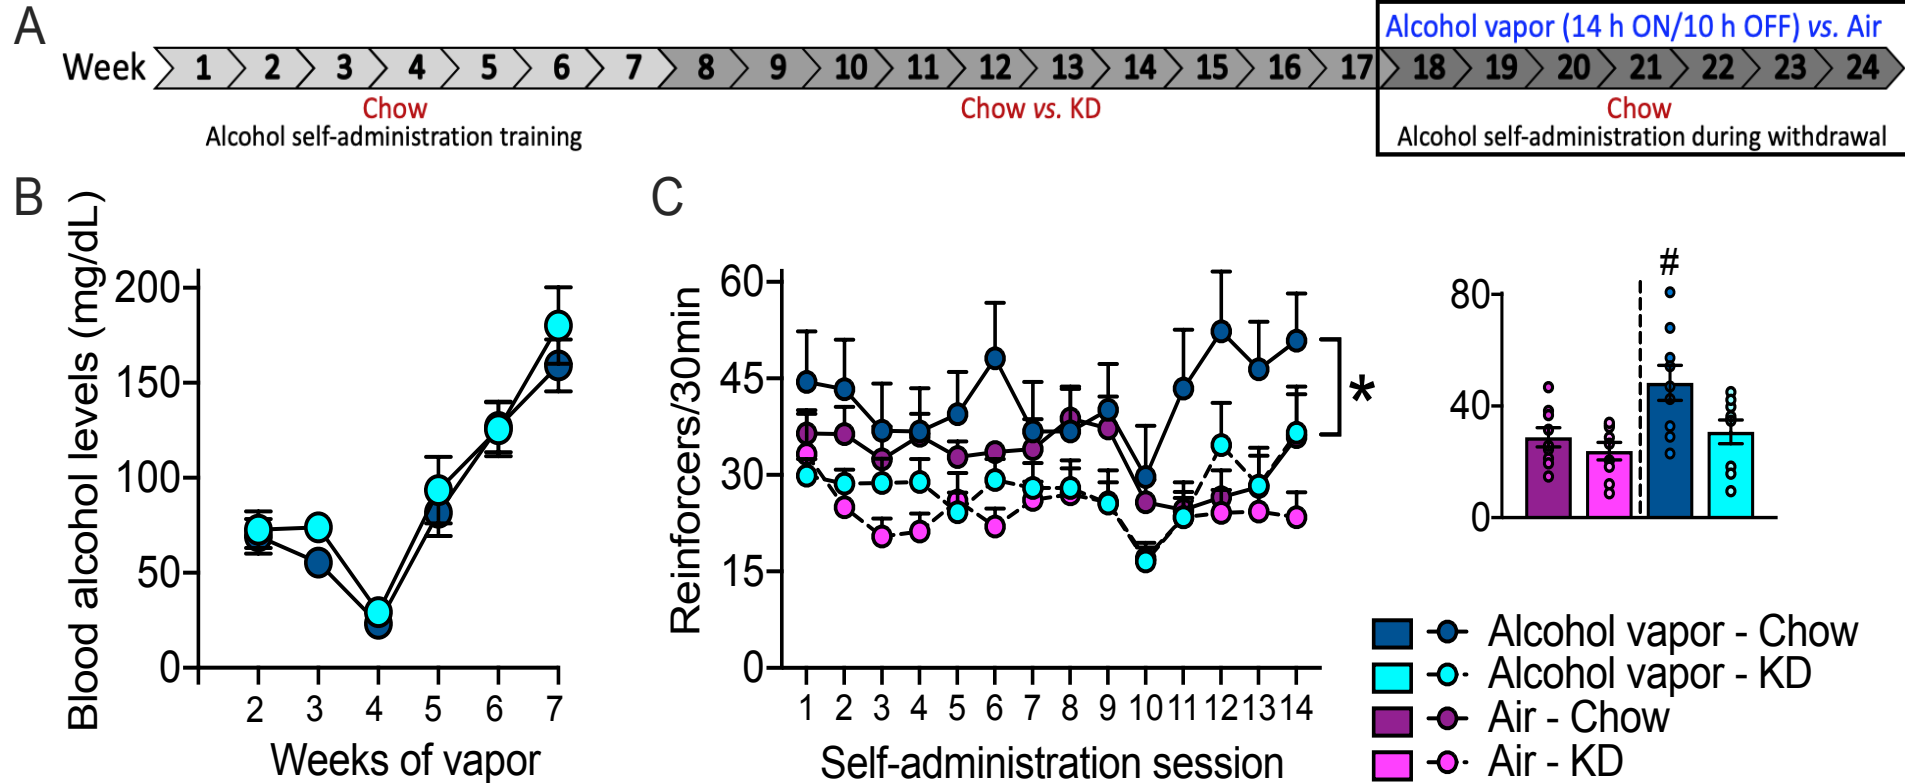 A
Alcohol vapor (14 h ON/10 h OFF) vs. Air
Week 1 2 3 4 5 6 7 8 9 10 11 12 13 14 15 16 17 18 19 20 21 22 23 24
Chow
Chow vs. KD
Chow
Alcohol self-administration training
Alcohol self-administration during withdrawal
B
Blood alcohol levels (mg/dL)
200
150
100
50
0
2 3 4 5 6 7
Weeks of vapor
C
Reinforcers/30min
60
45
30
15
0
1 2 3 4 5 6 7 8 9 10 11 12 13 14
Self-administration session
*
#
80
40
0
Alcohol vapor - Chow
Alcohol vapor - KD
Air - Chow
Air - KD